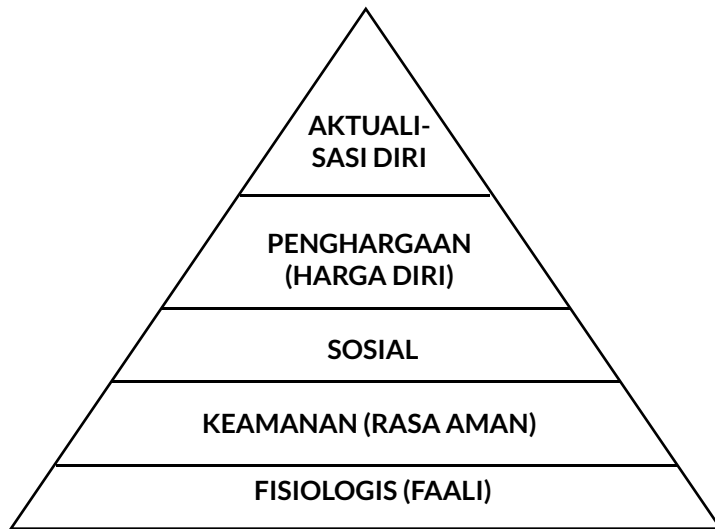 AKTUALI-
SASI DIRI
PENGHARGAAN
(HARGA DIRI)
SOSIAL
KEAMANAN (RASA AMAN)
FISIOLOGIS (FAALI)